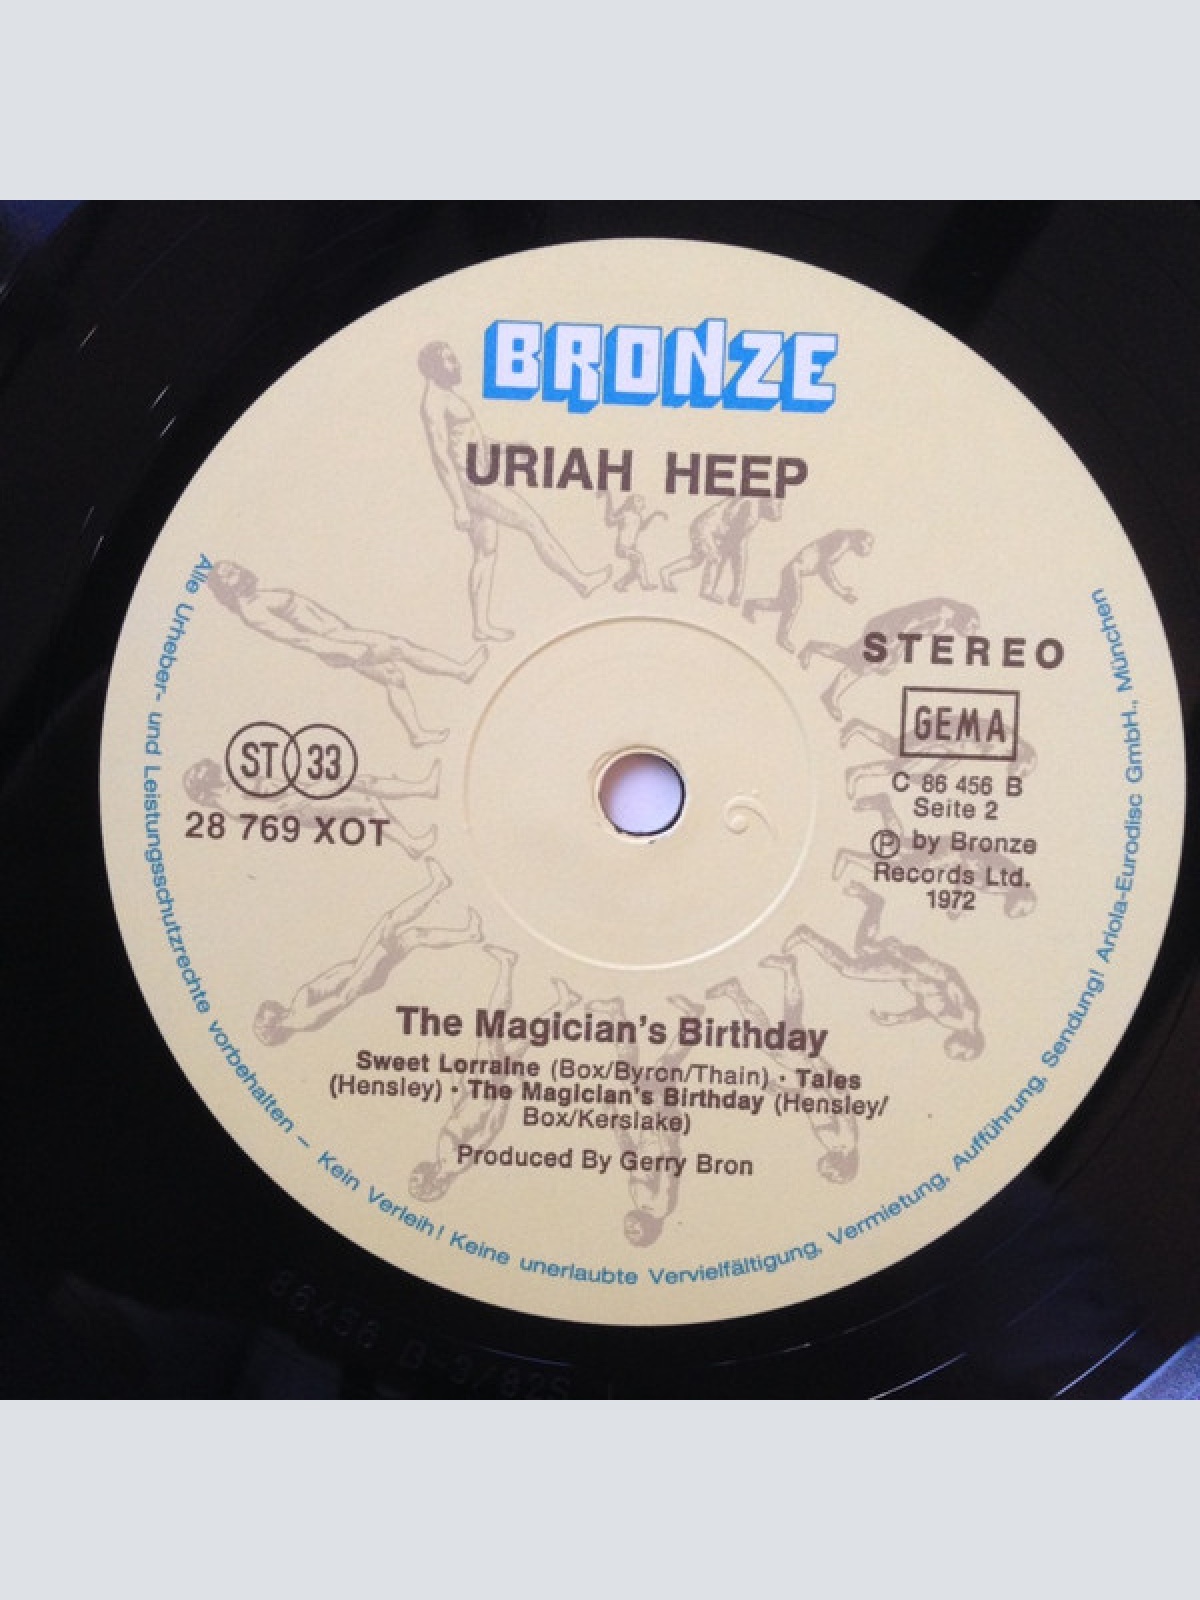 BRONZE
URIAH HEEP
STEREO
GEMA
C 86 456 B
Seite 2
Ⓟ by Bronze
Records Ltd.
1972
ST 33
28 769 XOT
The Magician's Birthday
Sweet Lorraine (Box/Byron/Thain) · Tales
(Hensley) · The Magician's Birthday (Hensley/
Box/Kerslake)
Produced By Gerry Bron
Alle Urheber- und Leistungsschutzrechte vorbehalten – Kein Verleih! Keine unerlaubte Vervielfältigung, Vermietung, Aufführung, Sendung! Ariola-Eurodisc GmbH., München